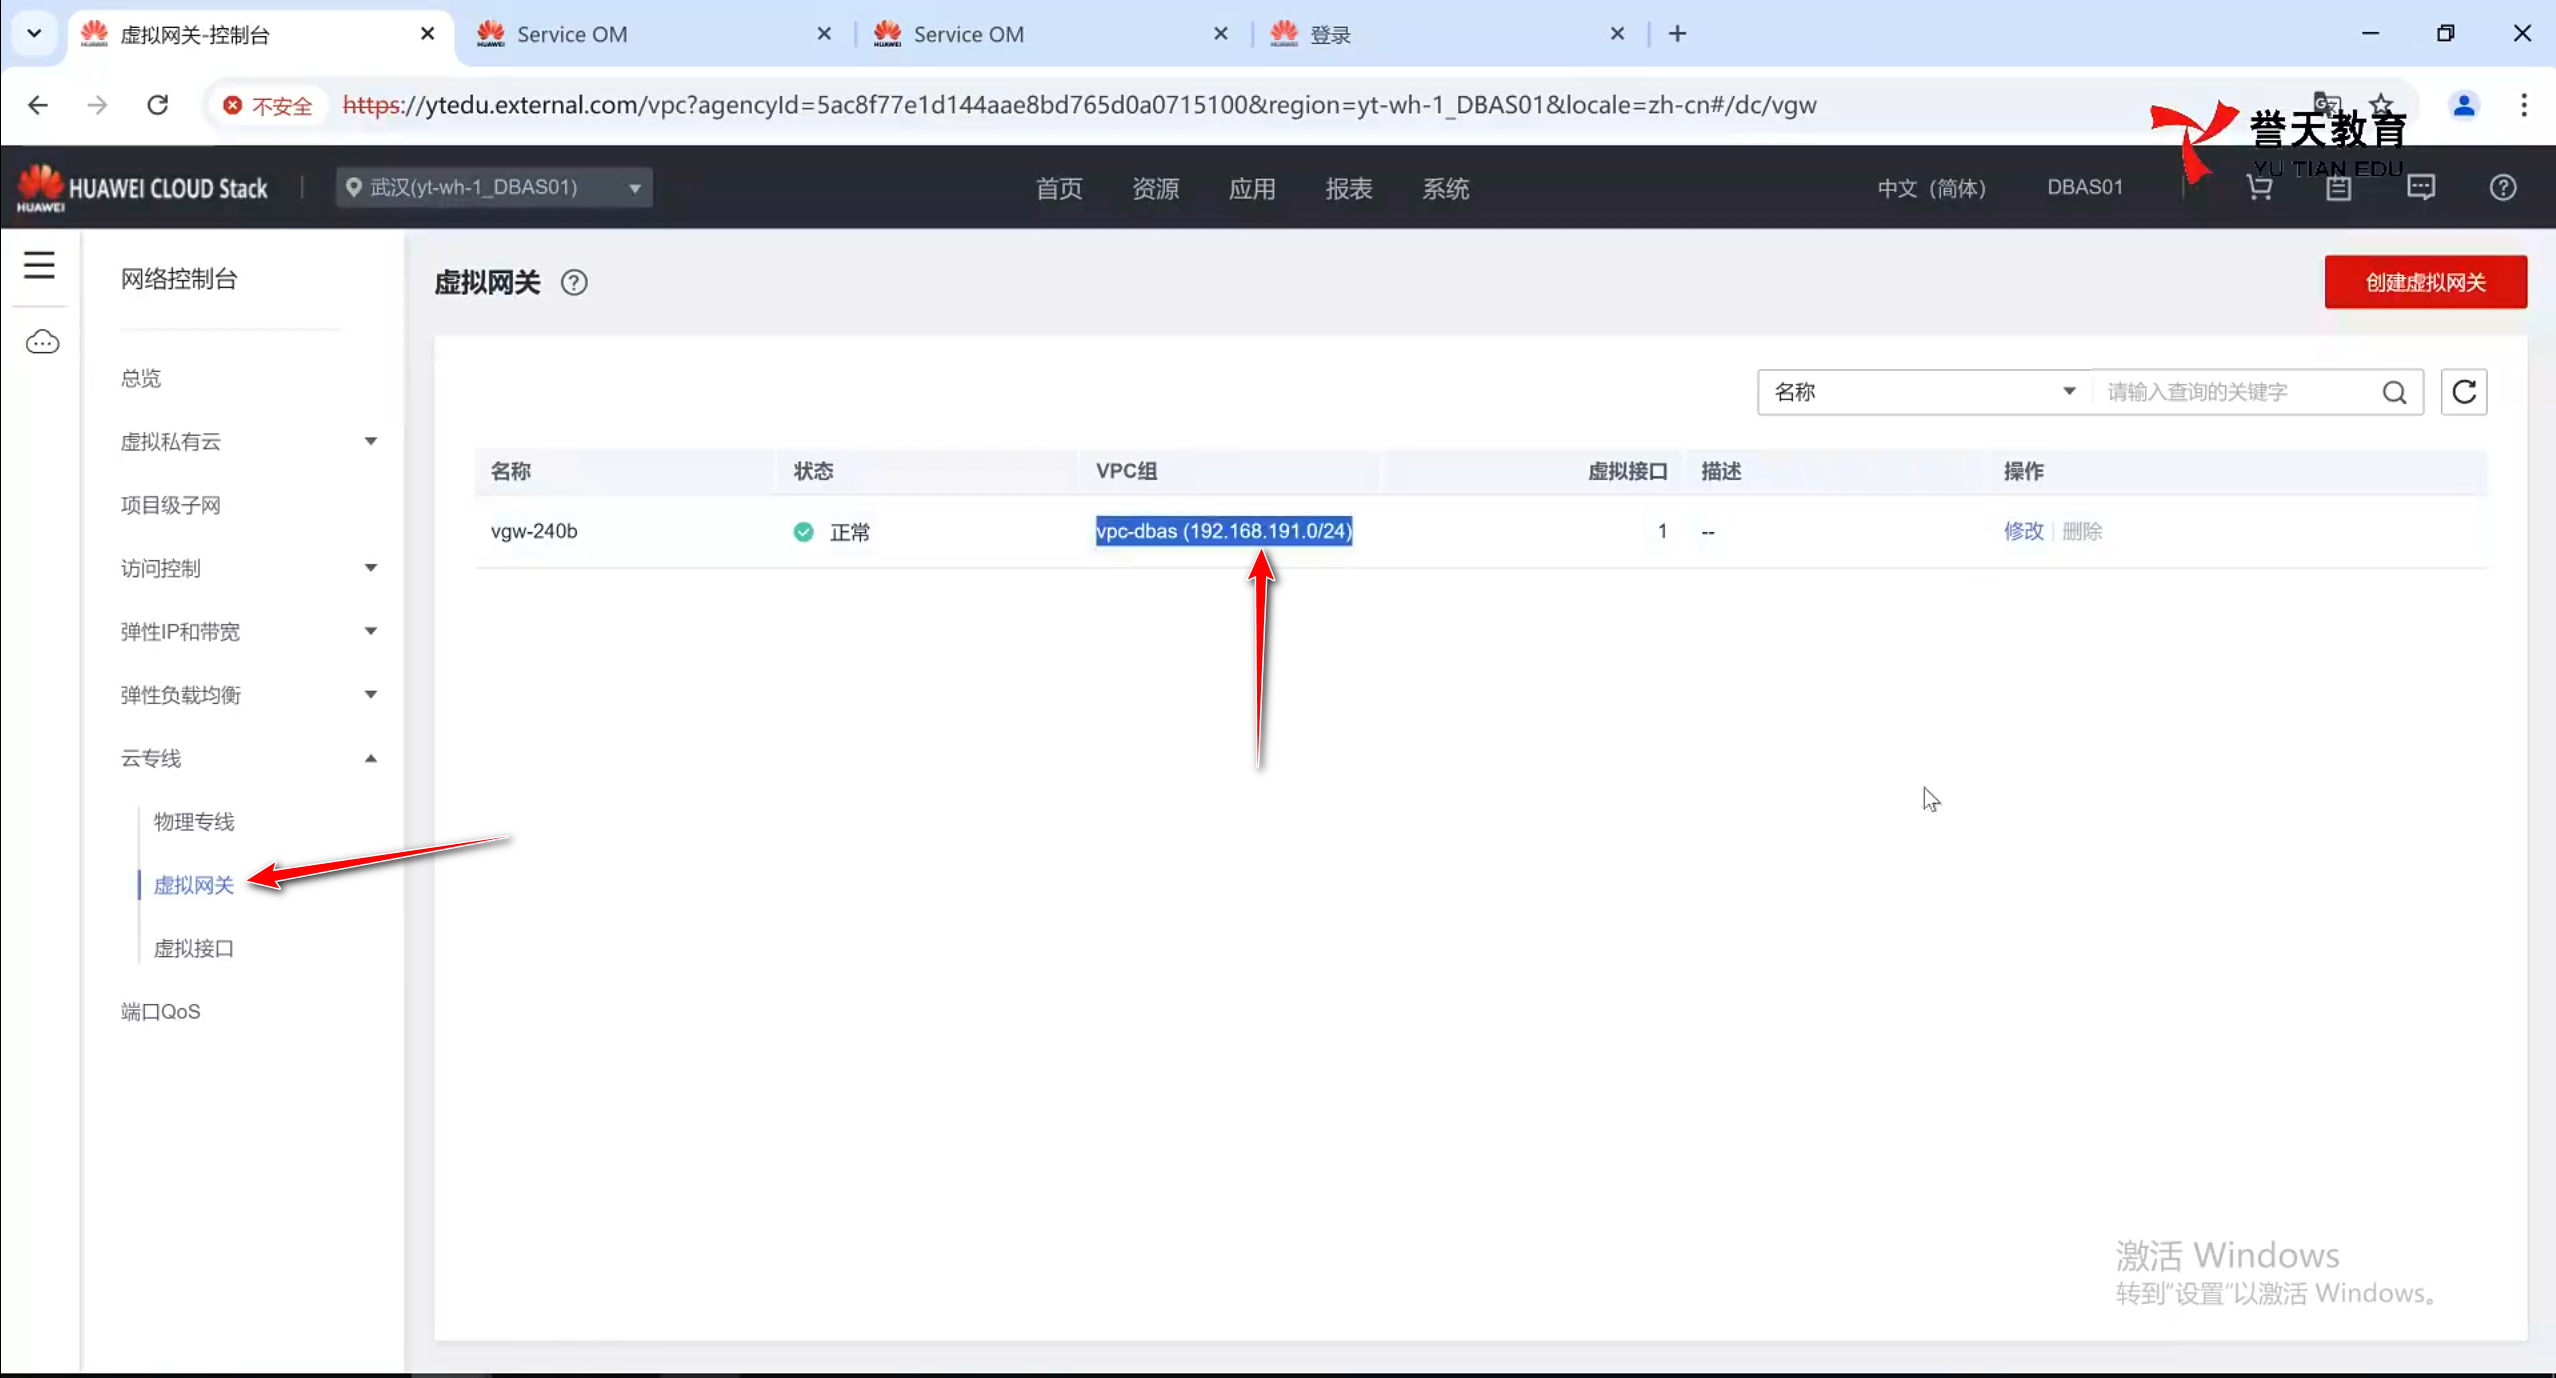 虚拟网关-控制台
Service OM
Service OM
登录
不安全
https://ytedu.external.com/vpc?agencyId=5ac8f77e1d144aae8bd765d0a0715100&region=yt-wh-1_DBAS01&locale=zh-cn#/dc/vgw
誉天教育
YU TIAN EDU
HUAWEI
HUAWEI CLOUD Stack
武汉(yt-wh-1_DBAS01)
首页
资源
应用
报表
系统
中文（简体）
DBAS01
网络控制台
总览
虚拟私有云
项目级子网
访问控制
弹性IP和带宽
弹性负载均衡
云专线
物理专线
虚拟网关
虚拟接口
端口QoS
虚拟网关
创建虚拟网关
名称
请输入查询的关键字
名称 状态 VPC组 虚拟接口 描述 操作
vgw-240b 正常 vpc-dbas (192.168.191.0/24) 1 -- 修改 删除
激活 Windows
转到"设置"以激活 Windows。